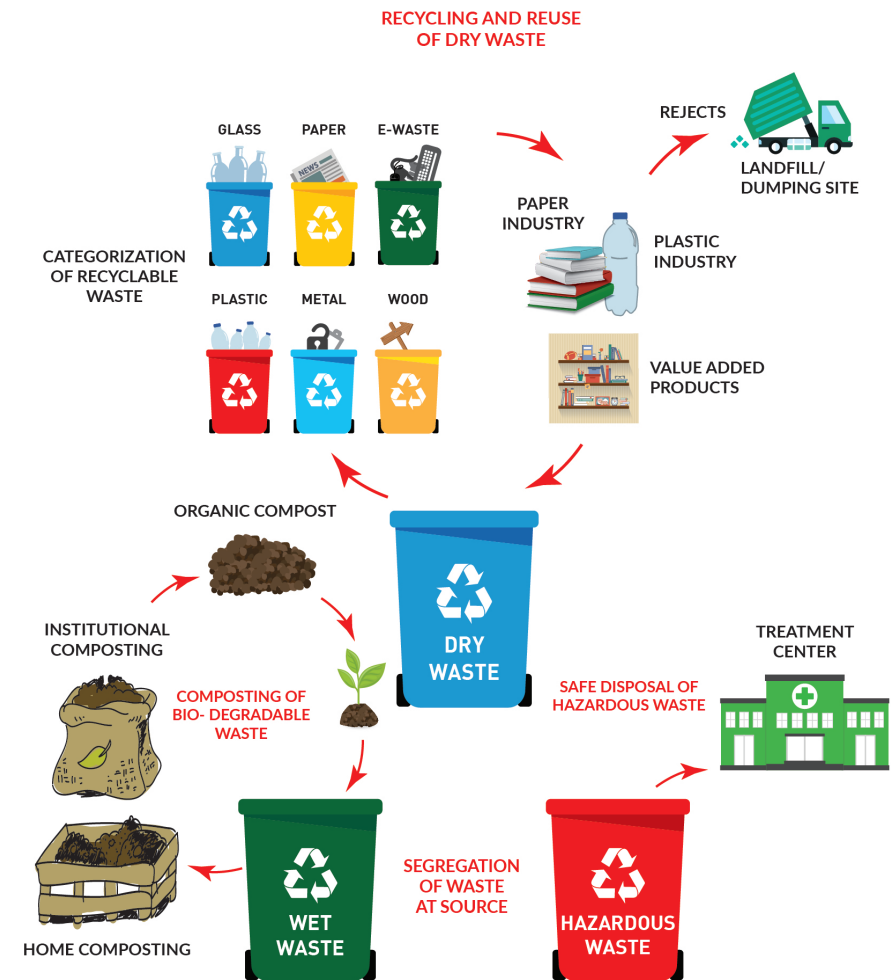 RECYCLING AND REUSE
OF DRY WASTE
GLASS
PAPER
E-WASTE
NEWS
REJECTS
LANDFILL/
DUMPING SITE
PAPER
INDUSTRY
PLASTIC
INDUSTRY
CATEGORIZATION
OF RECYCLABLE
WASTE
PLASTIC
METAL
WOOD
VALUE ADDED
PRODUCTS
ORGANIC COMPOST
DRY
WASTE
INSTITUTIONAL
COMPOSTING
COMPOSTING OF
BIO- DEGRADABLE
WASTE
SAFE DISPOSAL OF
HAZARDOUS WASTE
TREATMENT
CENTER
SEGREGATION
OF WASTE
AT SOURCE
WET
WASTE
HAZARDOUS
WASTE
HOME COMPOSTING